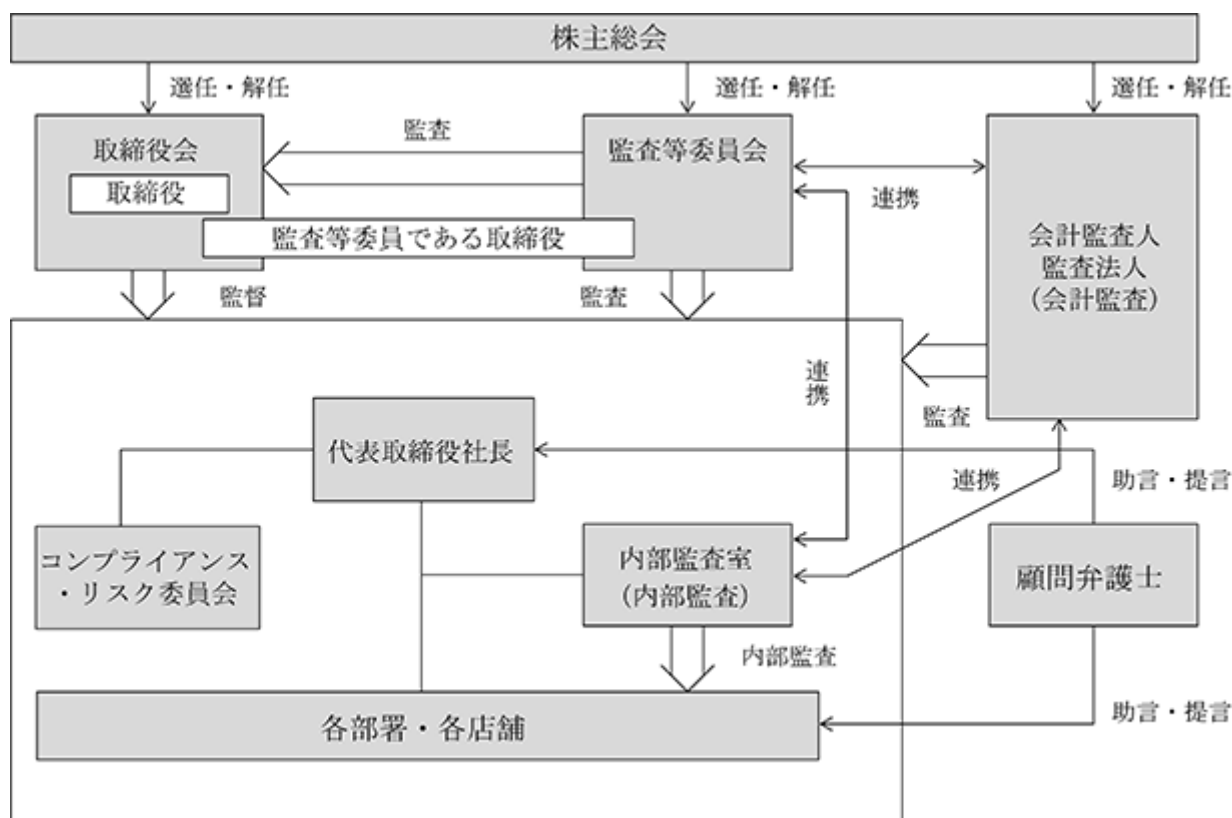 株主総会
選任・解任
選任・解任
選任・解任
取締役会
取締役
監査
監査等委員会
監査等委員である取締役
連携
会計監査人
監査法人
(会計監査)
監督
監査
連携
監査
代表取締役社長
連携
助言・提言
コンプライアンス
・リスク委員会
内部監査室
(内部監査)
顧問弁護士
内部監査
各部署・各店舗
助言・提言